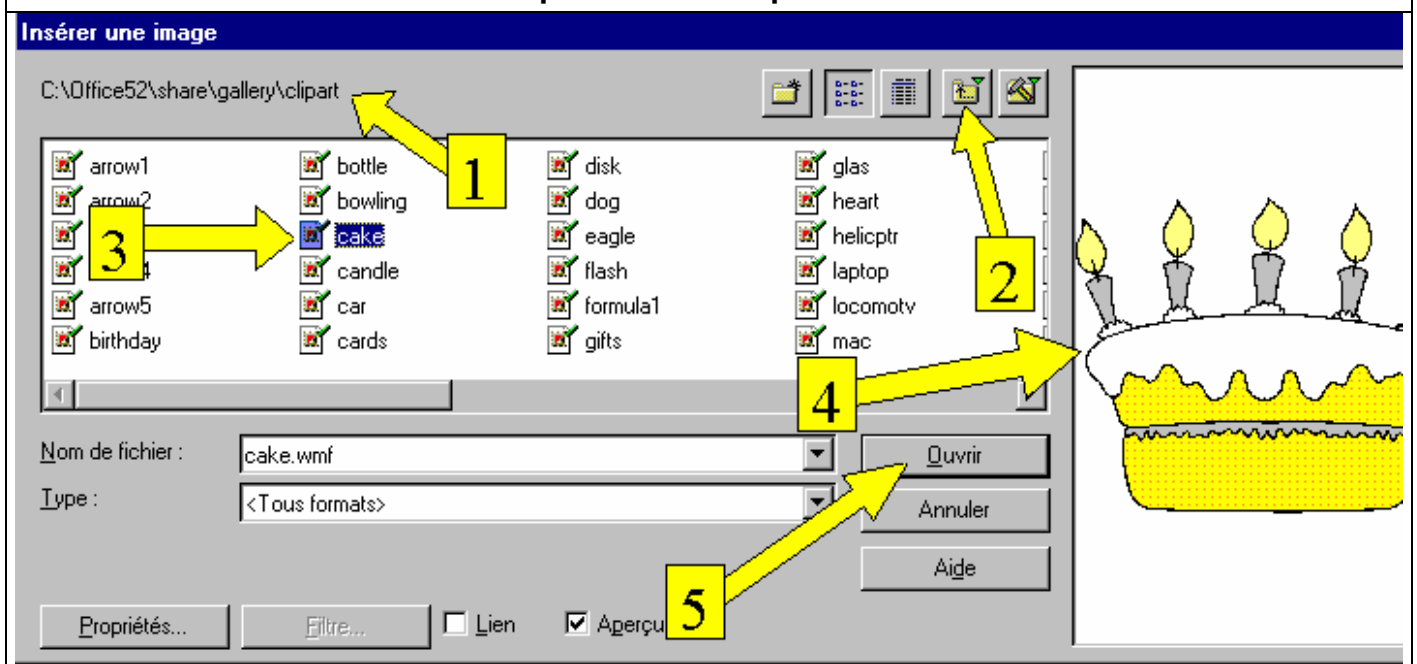 Insérer une image
C:\Office52\share\gallery\clipart
1
2
3
4
5
arrow1 bottle disk glas
arrow2 bowling dog heart
cake eagle helicptr
candle flash laptop
arrow5 car formula1 locomotv
birthday cards gifts mac
Nom de fichier : cake.wmf Ouvrir
Type : <Tous formats> Annuler
Aide
Propriétés... Filtre... Lien Aperçu